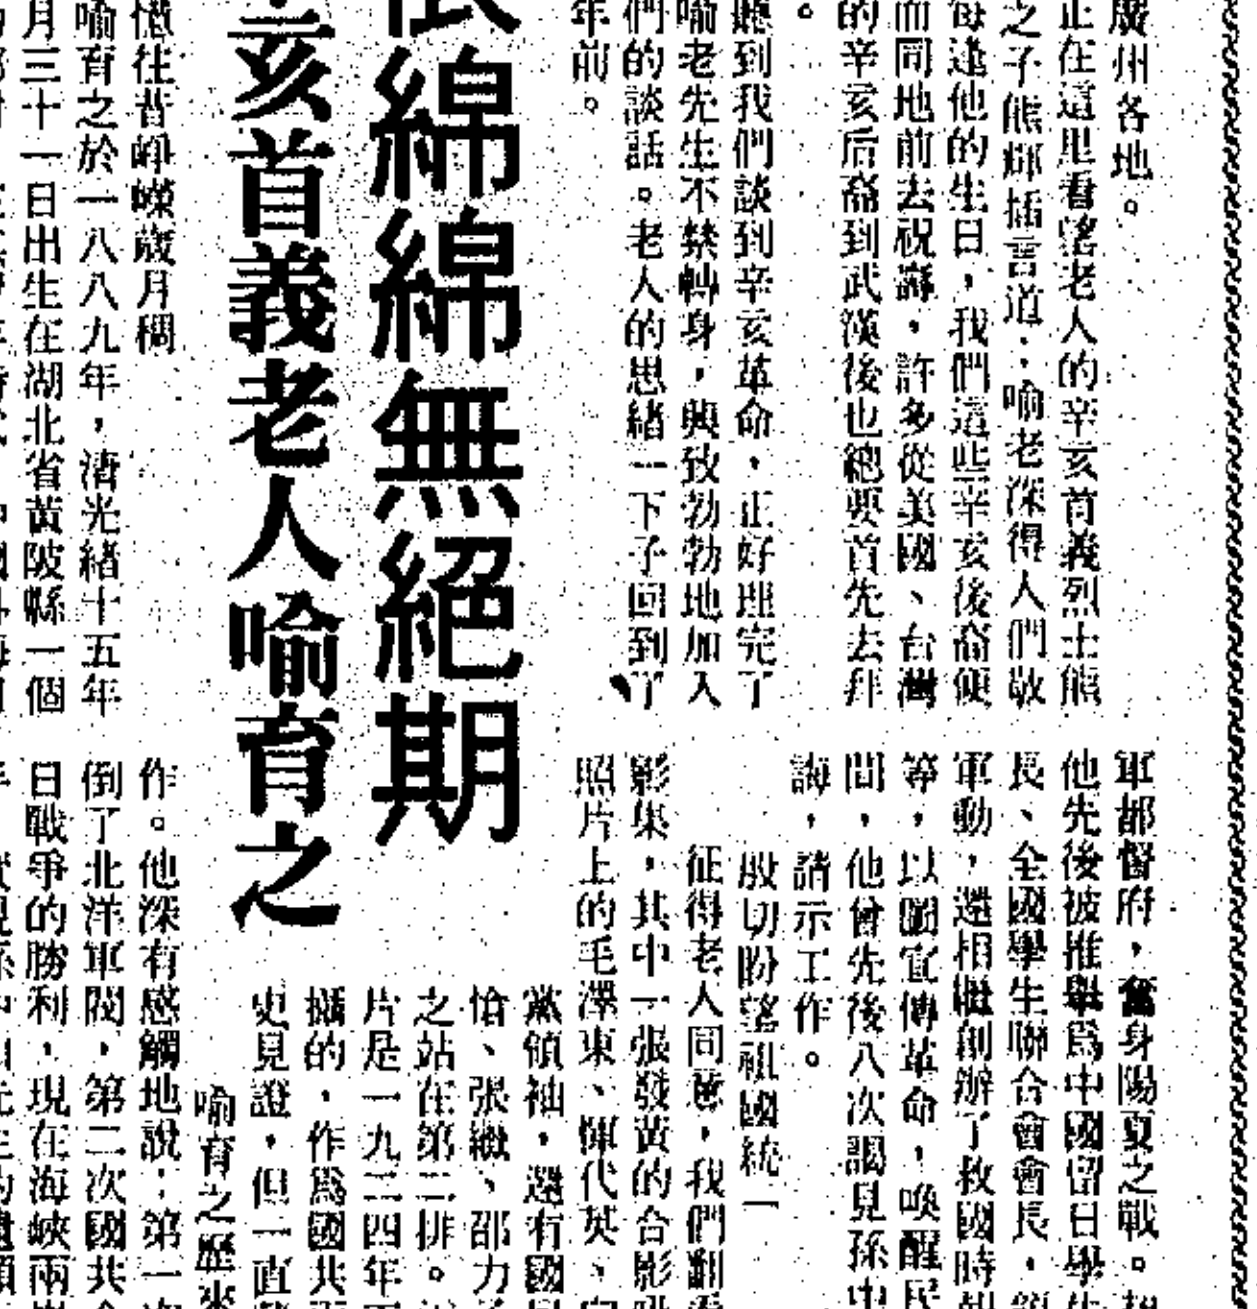 廣州各地。
正在這里看望老人的辛亥首義烈士熊
之子熊輝插言道：喻老深得人們敬
每逢他的生日，我們這些辛亥後裔便
而同地前去祝壽，許多從美國、台灣
的辛亥后裔到武漢後也總要首先去拜
。
聽到我們談到辛亥革命，正好理完了
喻老先生不禁轉身，興致勃勃地加入
們的談話。老人的思緒一下子回到了
年前。
恨綿綿無絕期
辛亥首義老人喻育之
憶往昔崢嶸歲月稠
喻育之於一八八九年，清光緒十五年
月三十一日出生在湖北省黃陂縣一個
軍都督府，奮身陽夏之戰。
他先後被推舉爲中國留日學生
長、全國學生聯合會會長，
軍動，還相繼創辦了救國時報
等，以圖宣傳革命，喚醒民
問，他曾先後八次謁見孫中
誨，請示工作。
殷切盼望祖國統一
征得老人同意，我們翻看
影集，其中一張發黃的合影
照片上的毛澤東、惲代英、
黨領袖，還有國
愴、張繼、邵力
之站在第二排。
片是一九二四年
攝的，作爲國共
史見證，但一直
喻育之歷來
作。他深有感觸地說：第一次
倒了北洋軍閥，第二次國共合
日戰爭的勝利，現在海峽兩